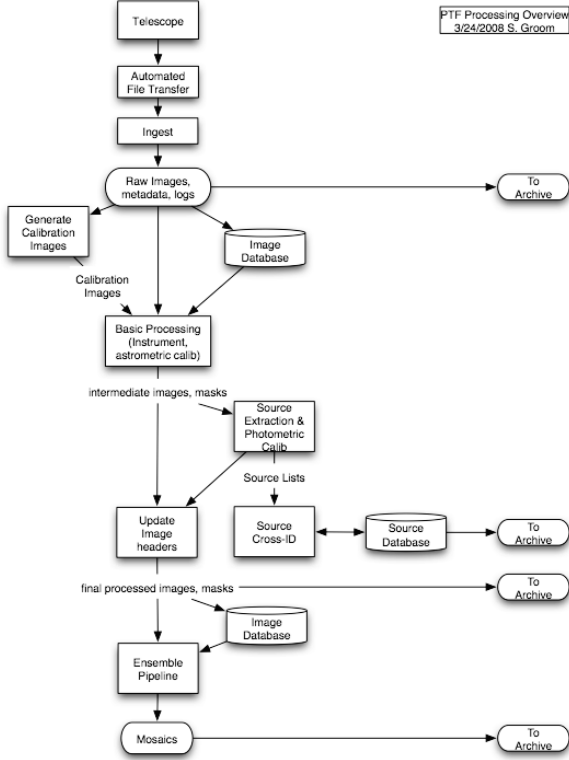 PTF Processing Overview
3/24/2008 S. Groom
Telescope
Automated
File Transfer
Ingest
Raw Images,
metadata, logs
To
Archive
Generate
Calibration
Images
Image
Database
Calibration
Images
Basic Processing
(Instrument,
astrometric calib)
intermediate images, masks
Source
Extraction &
Photometric
Calib
Source Lists
Update
Image
headers
Source
Cross-ID
Source
Database
To
Archive
final processed images, masks
To
Archive
Image
Database
Ensemble
Pipeline
Mosaics
To
Archive